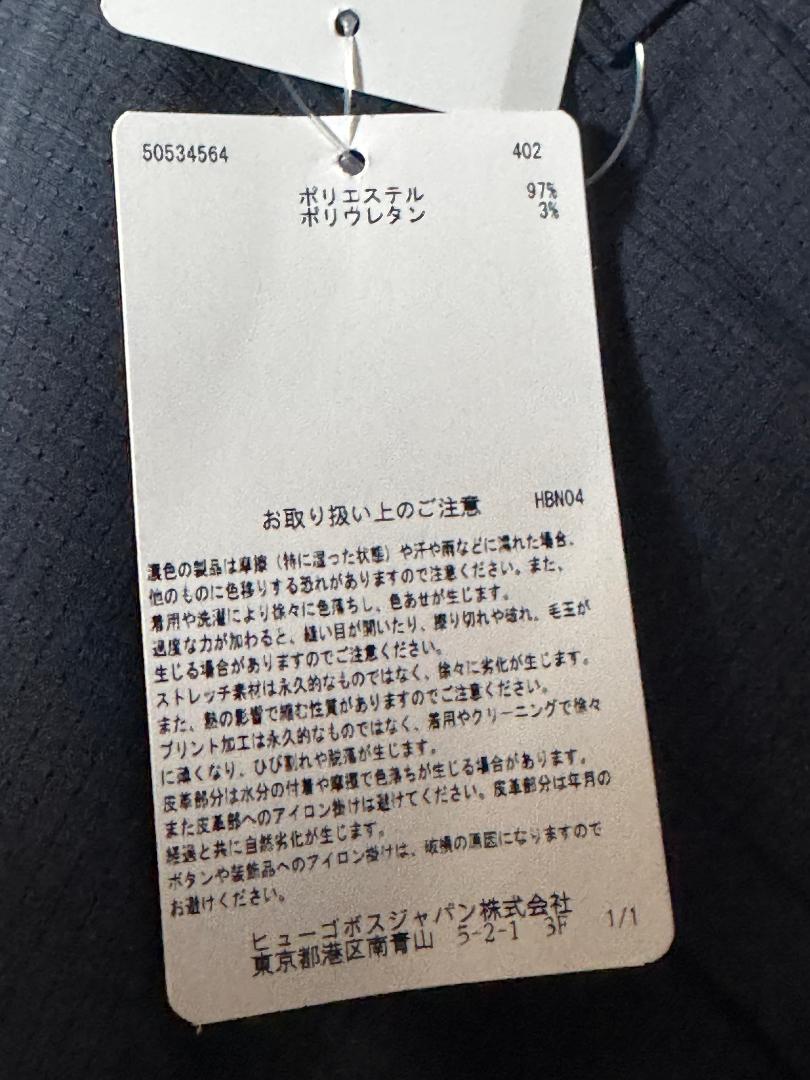 50534564 402
ポリエステル 97%
ポリウレタン 3%
お取り扱い上のご注意 HBN04
濃色の製品は摩擦（特に湿った状態）や汗や雨などに濡れた場合、
他のものに色移りする恐れがありますので注意ください。また、
着用や洗濯により徐々に色落ちし、色あせが生じます。
過度な力が加わると、縫い目が開いたり、擦り切れや破れ、毛玉が
生じる場合がありますのでご注意ください。
ストレッチ素材は永久的なものではなく、徐々に劣化が生じます。
また、熱の影響で縮む性質がありますのでご注意ください。
プリント加工は永久的なものではなく、着用やクリーニングで徐々
に薄くなり、ひび割れや脱落が生じます。
皮革部分は水分の付着や摩擦で色落ちが生じる場合があります。
また皮革部へのアイロン掛けは避けてください。皮革部分は年月の
経過と共に自然劣化が生じます。
ボタンや装飾品へのアイロン掛けは、破損の原因になりますので
お避けください。
ヒューゴボスジャパン株式会社
東京都港区南青山 5-2-1 3F 1/1